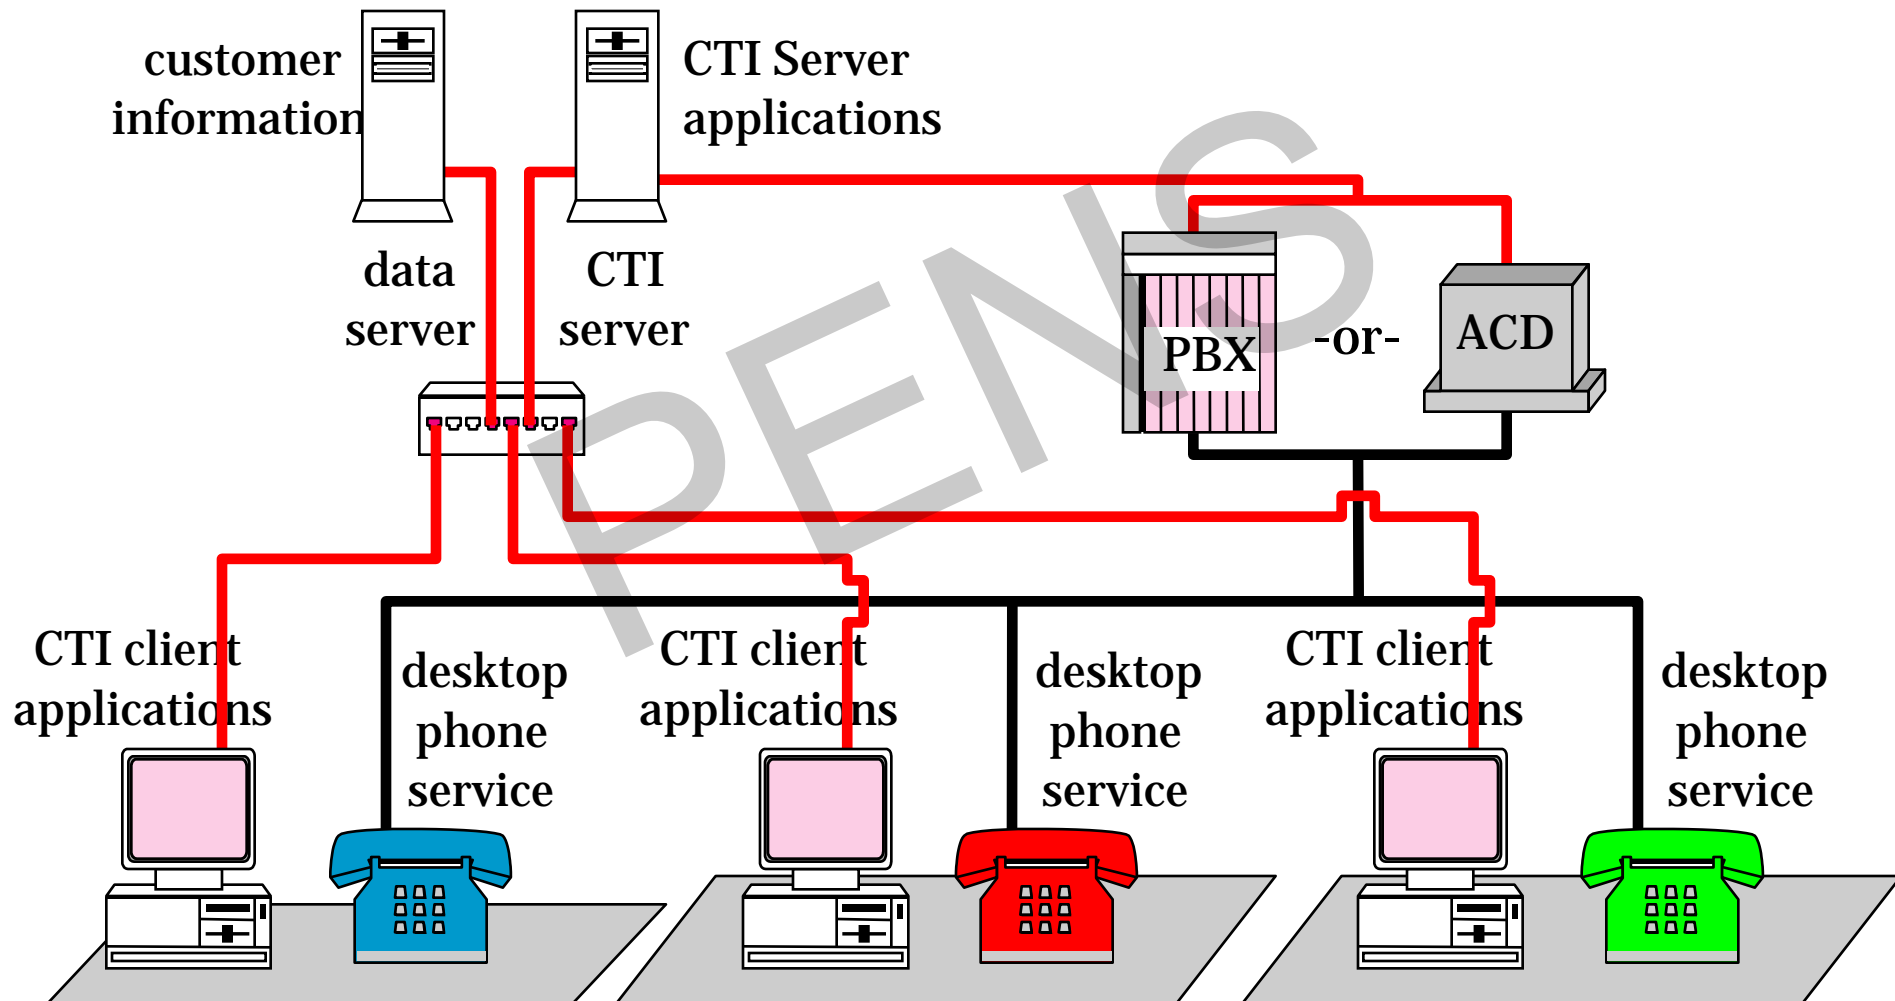 customer
information
CTI Server
applications
data
server
CTI
server
PBX
-or-
ACD
PENS
CTI client
applications
desktop
phone
service
CTI client
applications
desktop
phone
service
CTI client
applications
desktop
phone
service